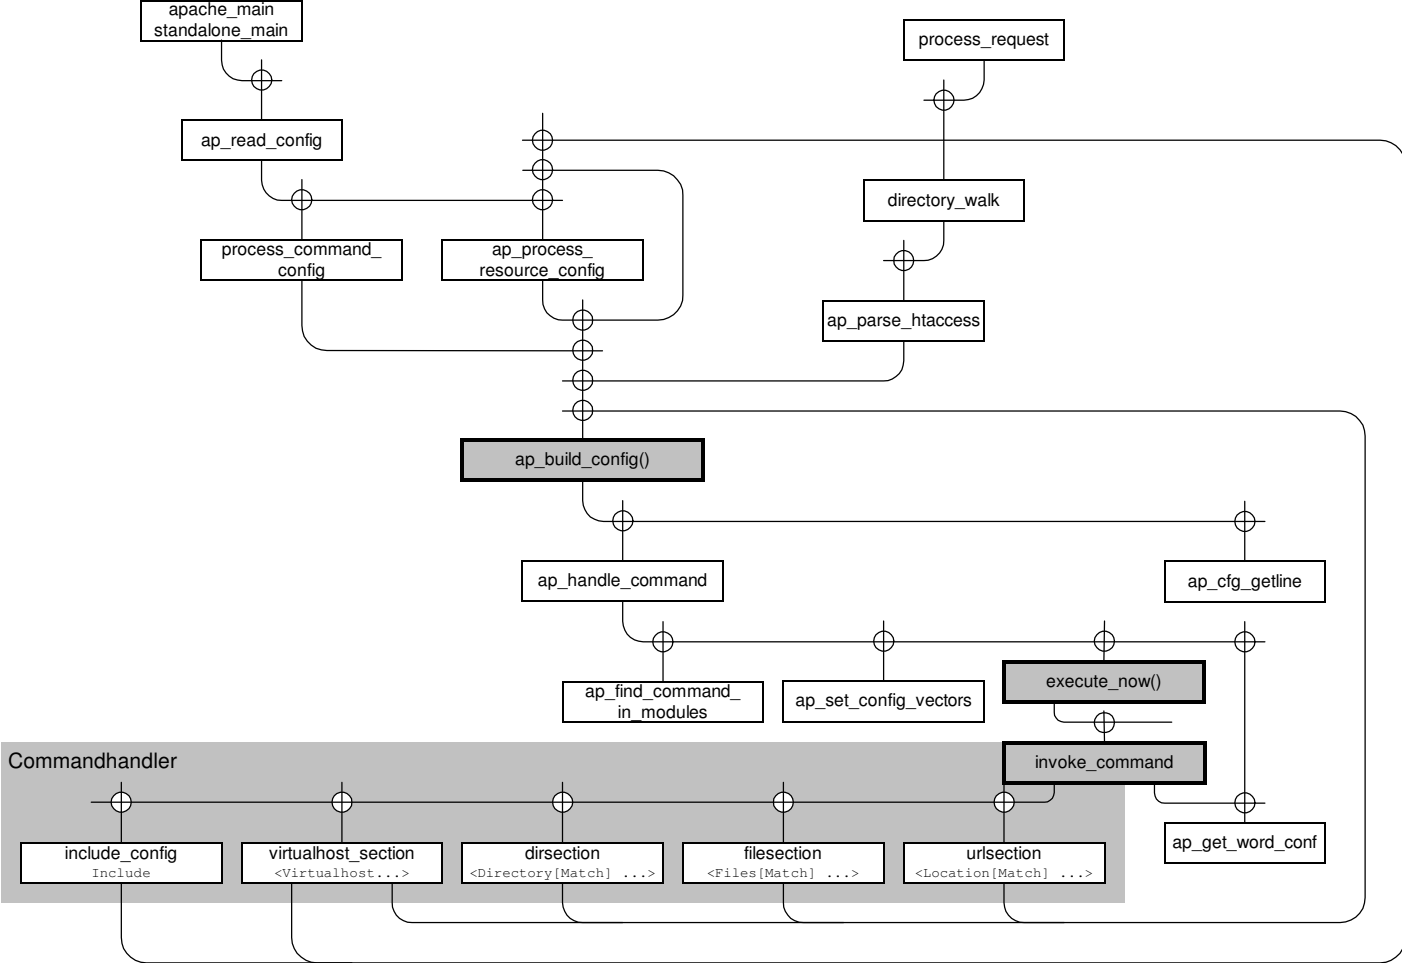 apache_main
standalone_main
process_request
ap_read_config
directory_walk
process_command_
config
ap_process_
resource_config
ap_parse_htaccess
ap_build_config()
ap_handle_command
ap_cfg_getline
ap_find_command_
in_modules
ap_set_config_vectors
execute_now()
Commandhandler
invoke_command
include_config
Include
virtualhost_section
<Virtualhost...>
dirsection
<Directory[Match] ...>
filesection
<Files[Match] ...>
urlsection
<Location[Match] ...>
ap_get_word_conf